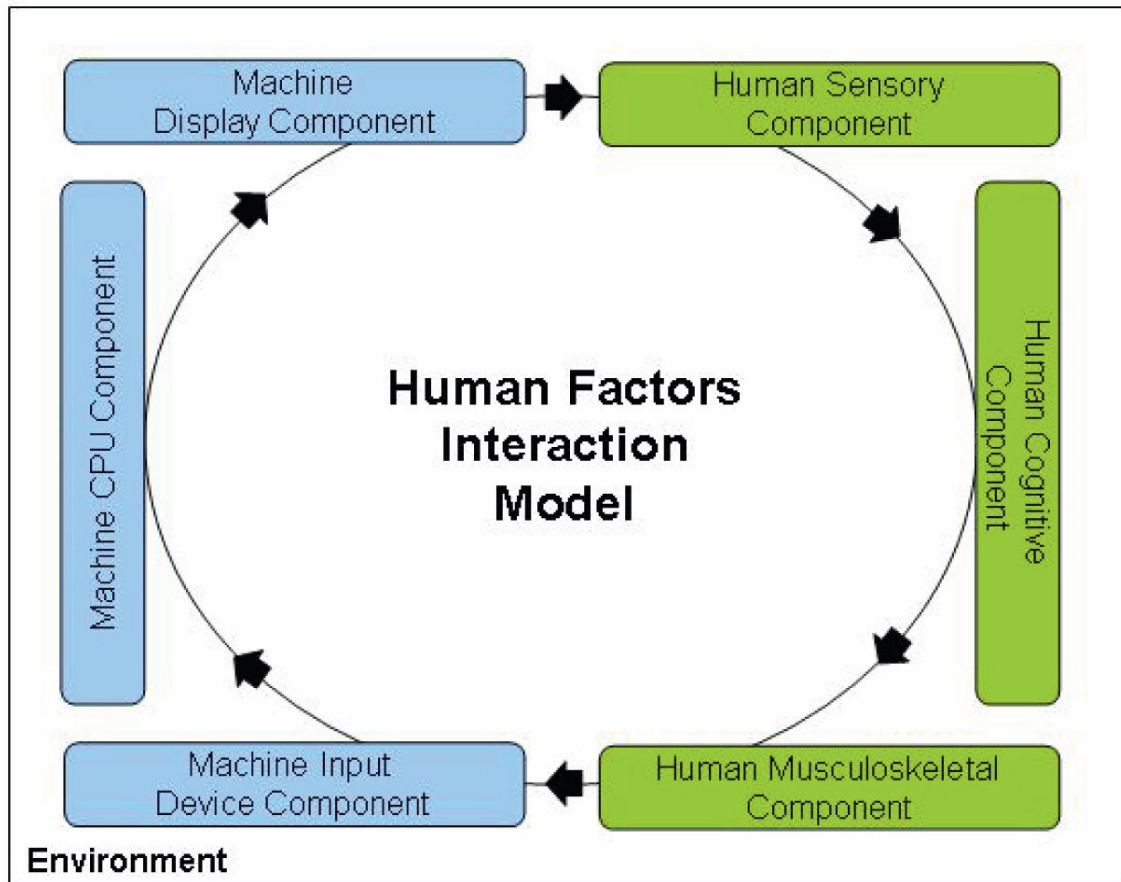 Machine
Display Component
Human Sensory
Component
Machine CPU Component
Human Factors
Interaction
Model
Human Cognitive
Component
Machine Input
Device Component
Human Musculoskeletal
Component
Environment